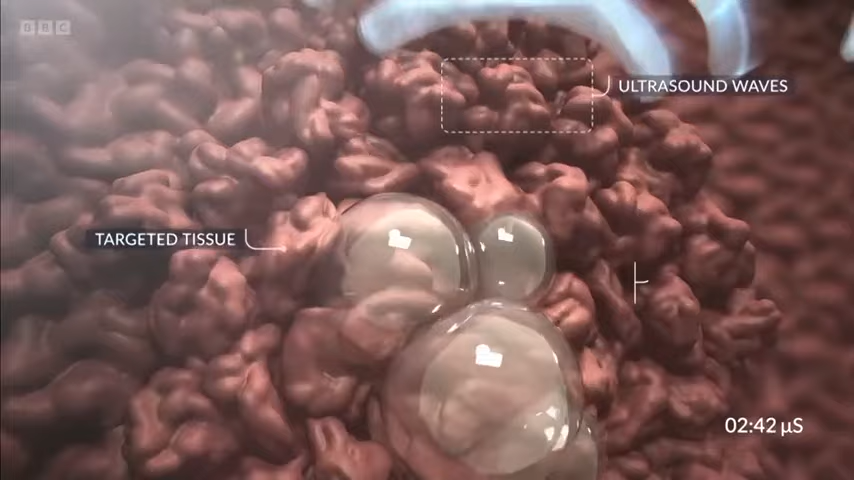 BBC
ULTRASOUND WAVES
TARGETED TISSUE
02:42 µS